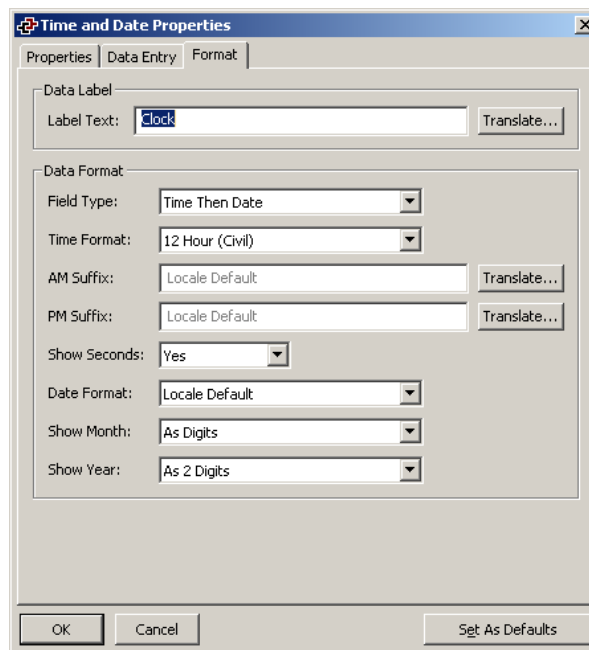 Time and Date Properties
Properties Data Entry Format
Data Label
Label Text: Clock Translate...
Data Format
Field Type: Time Then Date
Time Format: 12 Hour (Civil)
AM Suffix: Locale Default Translate...
PM Suffix: Locale Default Translate...
Show Seconds: Yes
Date Format: Locale Default
Show Month: As Digits
Show Year: As 2 Digits
OK Cancel Set As Defaults